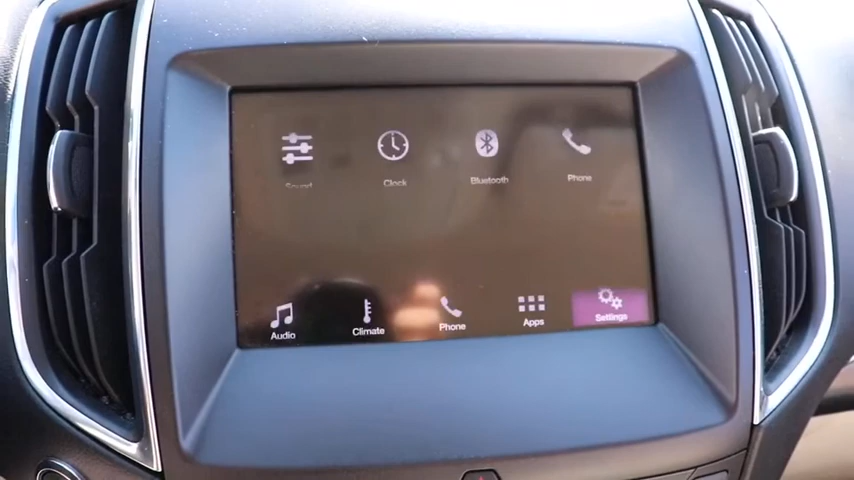 Sound
Clock
Bluetooth
Phone
Audio
Climate
Phone
Apps
Settings